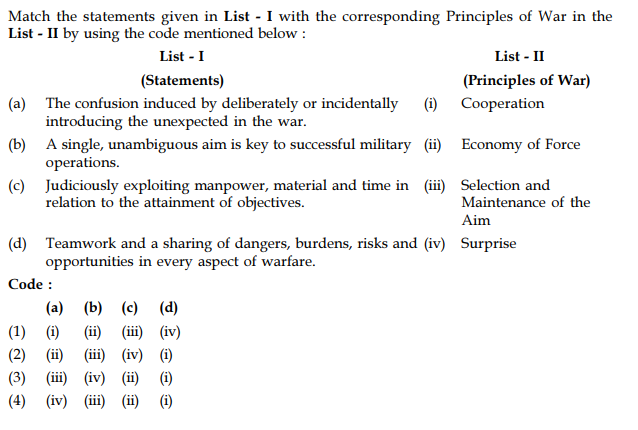 Match the statements given in List - I with the corresponding Principles of War in the
List - II by using the code mentioned below :
List - I List - II
(Statements) (Principles of War)
(a) The confusion induced by deliberately or incidentally (i) Cooperation
introducing the unexpected in the war.
(b) A single, unambiguous aim is key to successful military (ii) Economy of Force
operations.
(c) Judiciously exploiting manpower, material and time in (iii) Selection and
relation to the attainment of objectives. Maintenance of the
Aim
(d) Teamwork and a sharing of dangers, burdens, risks and (iv) Surprise
opportunities in every aspect of warfare.
Code :
(a) (b) (c) (d)
(1) (i) (ii) (iii) (iv)
(2) (ii) (iii) (iv) (i)
(3) (iii) (iv) (ii) (i)
(4) (iv) (iii) (ii) (i)